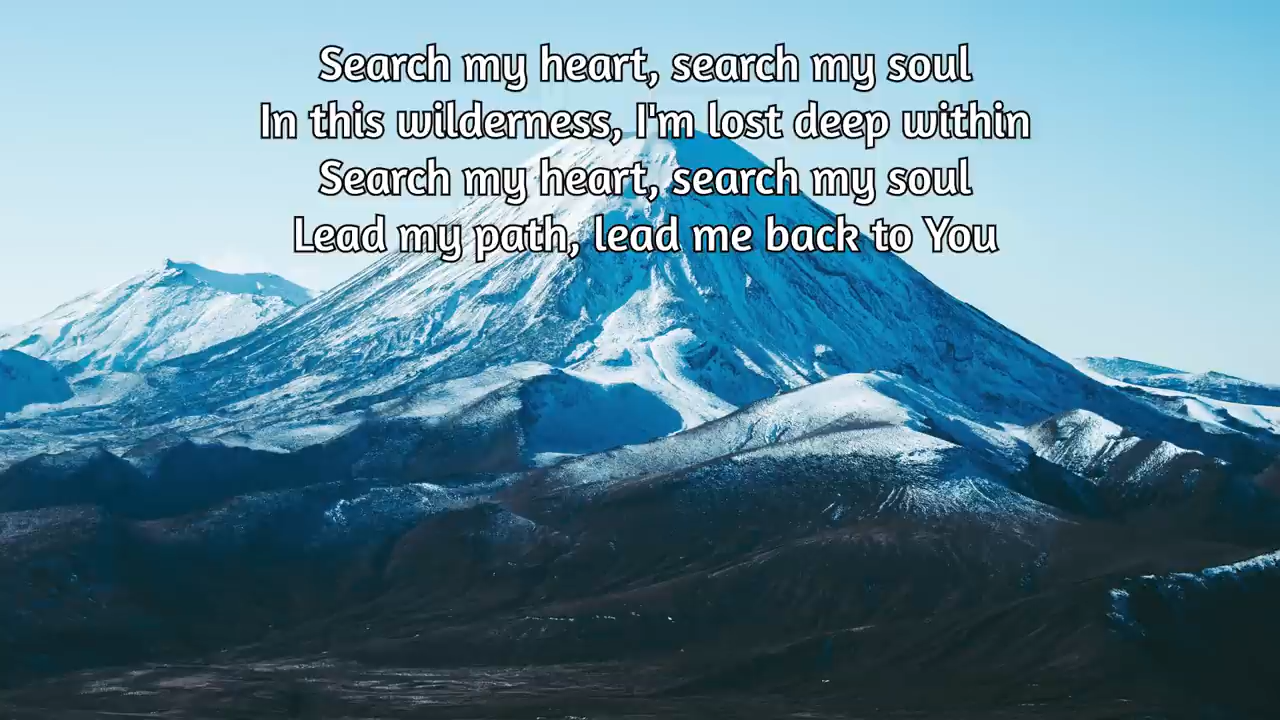 Search my heart, search my soul
In this wilderness, I'm lost deep within
Search my heart, search my soul
Lead my path, lead me back to You